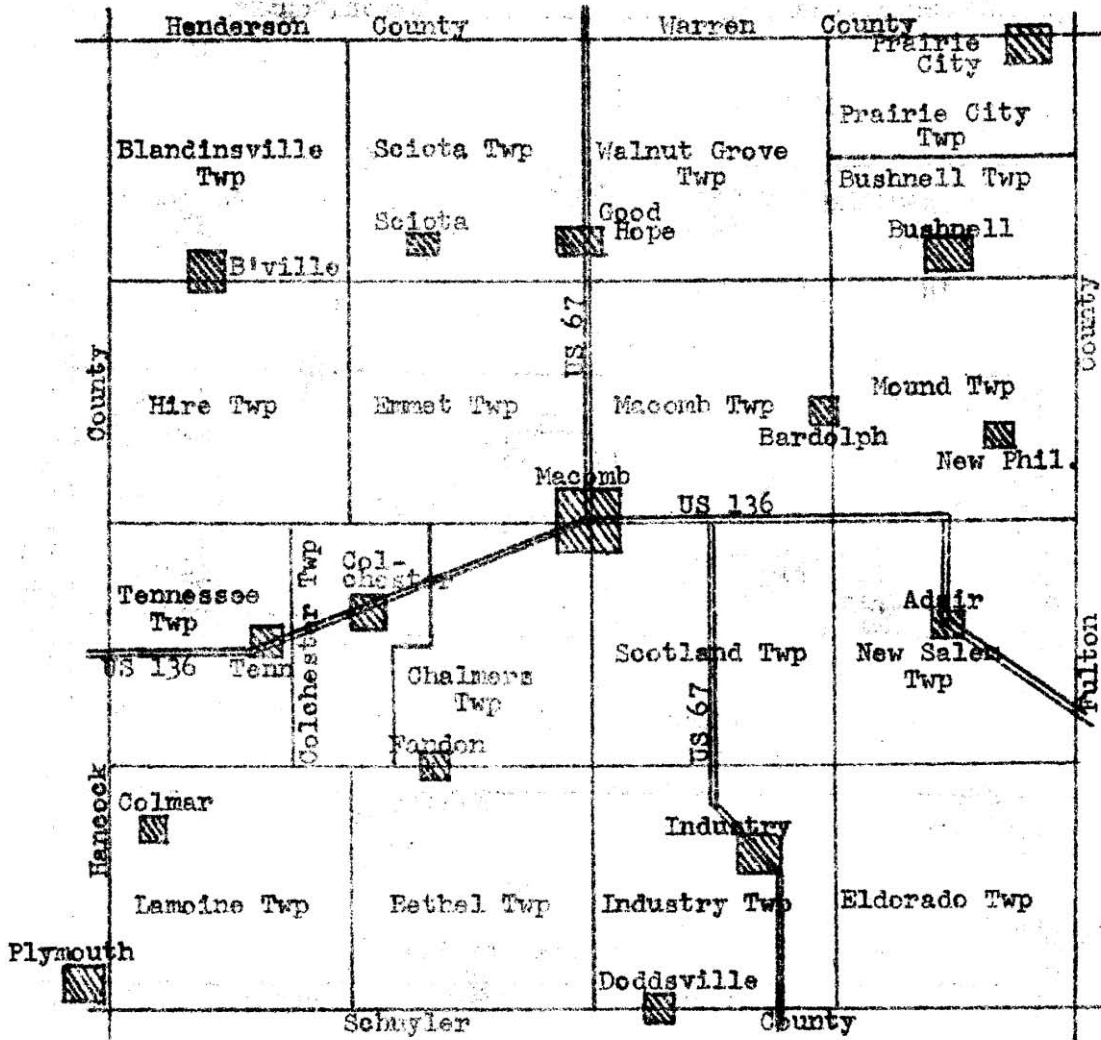 Henderson County Warren County
Prairie
City
Prairie City
Twp
Blandinsville
Twp
Sciota Twp
Walnut Grove
Twp
Bushnell Twp
Sciota
Good
Hope
Bushnell
B'ville
US 67
County
County
Hire Twp
Emmet Twp
Macomb Twp
Mound Twp
Bardolph
New Phil.
Macomb
US 136
Colchester Twp
Col-
chester
Tennessee
Twp
Adair
US 136
Tenn
Scotland Twp
New Salem
Twp
Chalmers
Twp
US 67
Fulton
Fandon
Hancock
Colmar
Industry
Lamoine Twp
Bethel Twp
Industry Twp
Eldorado Twp
Plymouth
Doddsville
Schuyler County